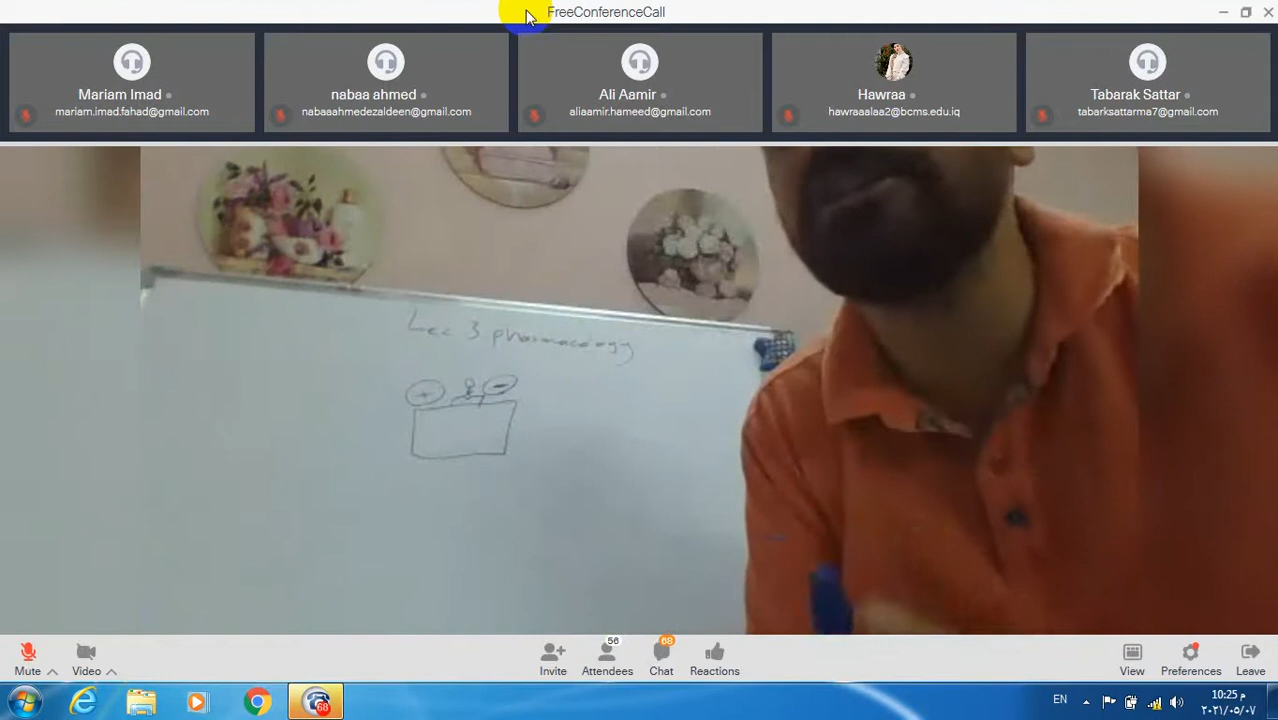 FreeConferenceCall
Mariam Imad
mariam.imad.fahad@gmail.com
nabaa ahmed
nabaaahmedezaldeen@gmail.com
Ali Aamir
aliaamir.hameed@gmail.com
Hawraa
hawraaalaa2@bcms.edu.iq
Tabarak Sattar
tabarksattarma7@gmail.com
Lec 3 pharmacology
+ -
56
68
Mute
Video
Invite
Attendees
Chat
Reactions
View
Preferences
Leave
68
EN
10:25 م
٢٠٢١/٠٥/٠٧